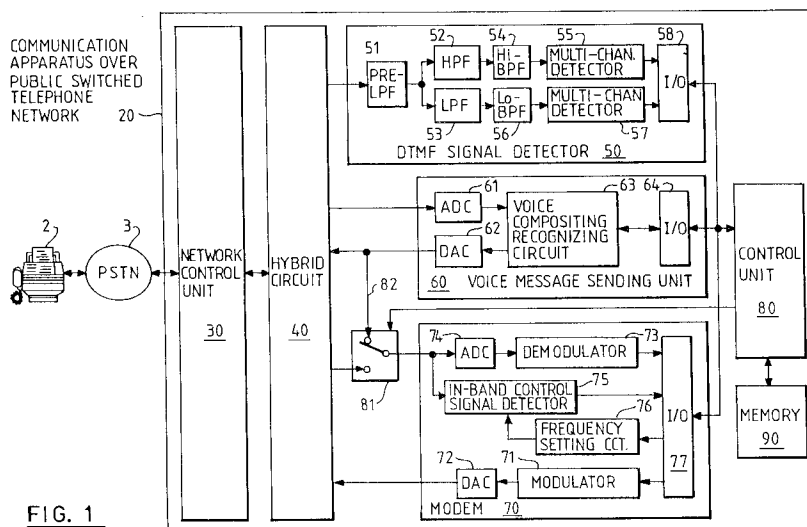 COMMUNICATION
APPARATUS OVER
PUBLIC SWITCHED
TELEPHONE
NETWORK
20
2
3
PSTN
NETWORK
CONTROL
UNIT
30
HYBRID
CIRCUIT
40
51
PRE-
LPF
52
HPF
54
Hi-
BPF
55
MULTI-CHAN.
DETECTOR
58
I/O
LPF
53
Lo-
BPF
56
MULTI-CHAN
DETECTOR
57
DTMF SIGNAL DETECTOR 50
61
ADC
62
DAC
63
VOICE
COMPOSITING
RECOGNIZING
CIRCUIT
64
I/O
60 VOICE MESSAGE SENDING UNIT
82
81
74
ADC
73
DEMODULATOR
75
IN-BAND CONTROL
SIGNAL DETECTOR
76
FREQUENCY
SETTING CCT.
I/O
77
72
DAC
71
MODULATOR
MODEM 70
CONTROL
UNIT
80
MEMORY
90
FIG. 1